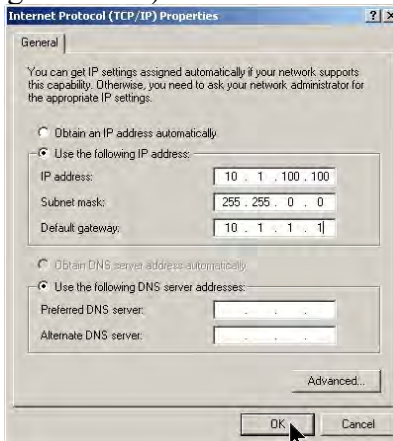 Internet Protocol (TCP/IP) Properties
General
You can get IP settings assigned automatically if your network supports
this capability. Otherwise, you need to ask your network administrator for
the appropriate IP settings.
Obtain an IP address automatically
Use the following IP address:
IP address: 10 . 1 . 100 . 100
Subnet mask: 255 . 255 . 0 . 0
Default gateway: 10 . 1 . 1 . 1
Obtain DNS server address automatically
Use the following DNS server addresses:
Preferred DNS server: . . .
Alternate DNS server: . . .
Advanced...
OK Cancel